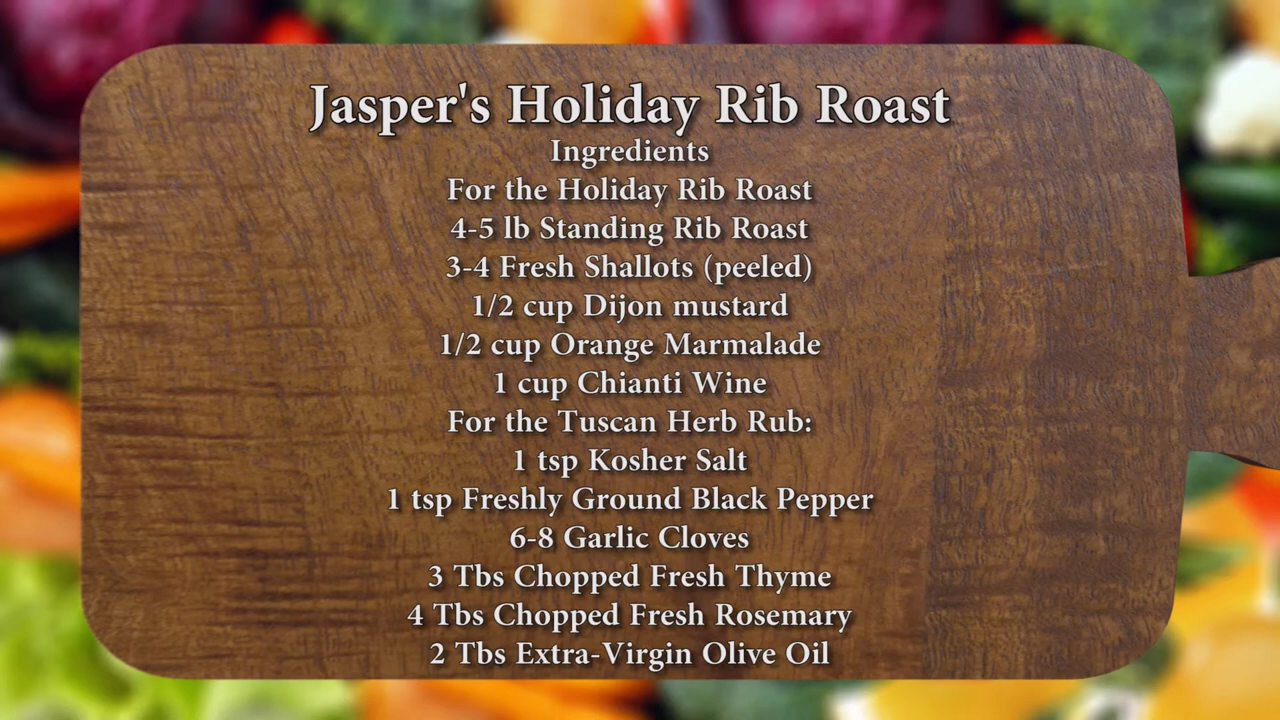 Jasper's Holiday Rib Roast
Ingredients
For the Holiday Rib Roast
4-5 lb Standing Rib Roast
3-4 Fresh Shallots (peeled)
1/2 cup Dijon mustard
1/2 cup Orange Marmalade
1 cup Chianti Wine
For the Tuscan Herb Rub:
1 tsp Kosher Salt
1 tsp Freshly Ground Black Pepper
6-8 Garlic Cloves
3 Tbs Chopped Fresh Thyme
4 Tbs Chopped Fresh Rosemary
2 Tbs Extra-Virgin Olive Oil